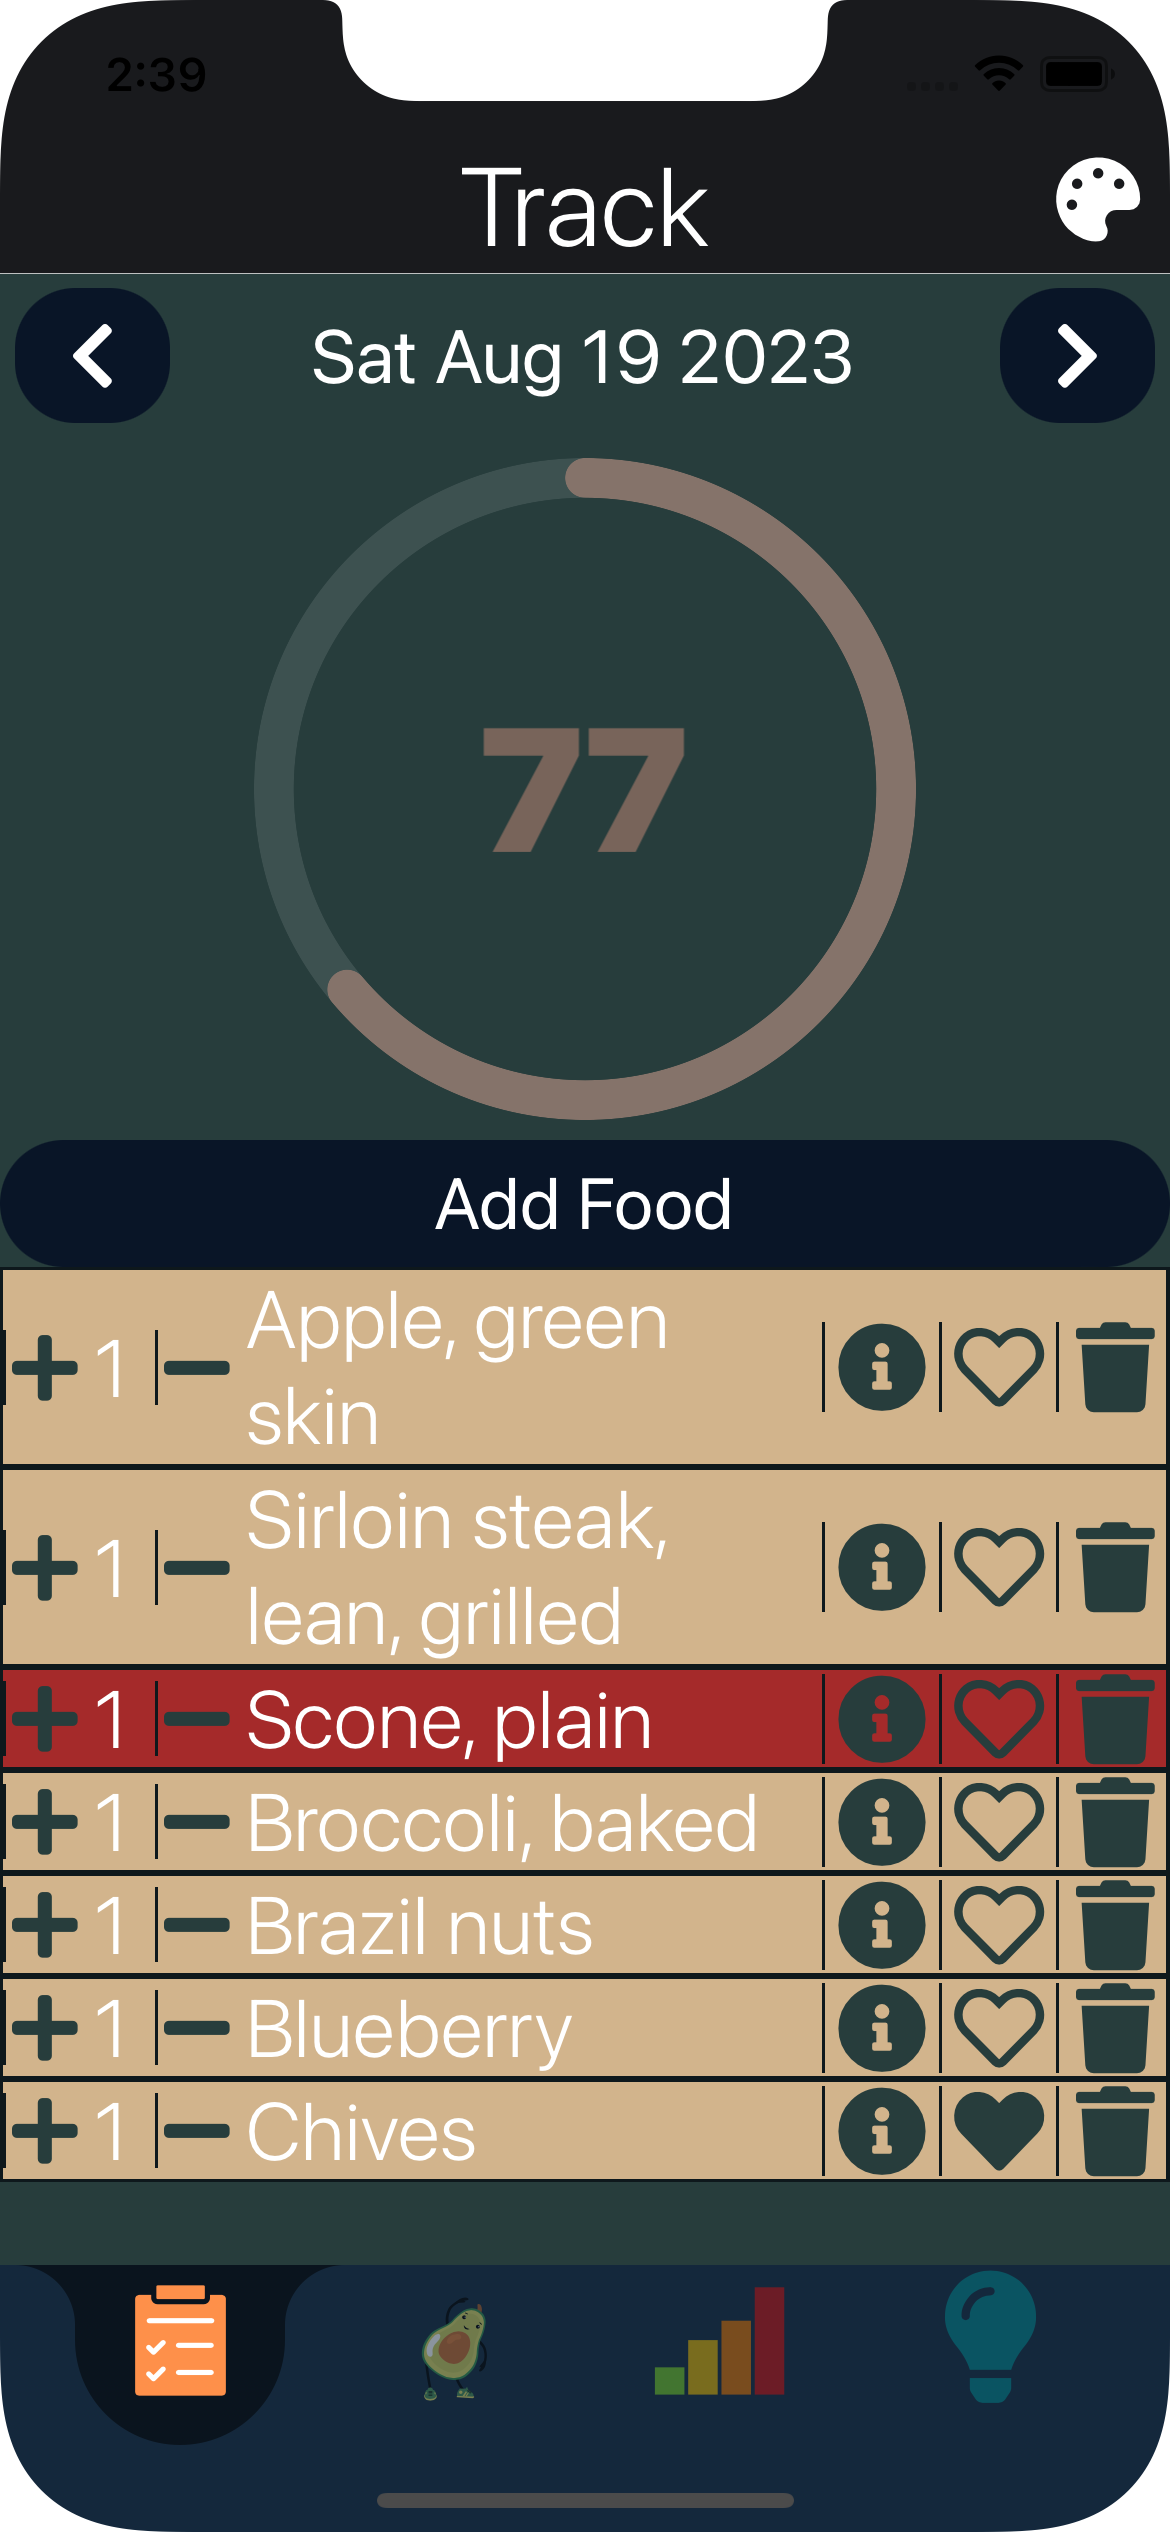 2:39
Track
Sat Aug 19 2023
77
Add Food
1
Apple, green
skin
1
Sirloin steak,
lean, grilled
1 Scone, plain
1 Broccoli, baked
1 Brazil nuts
1 Blueberry
1 Chives